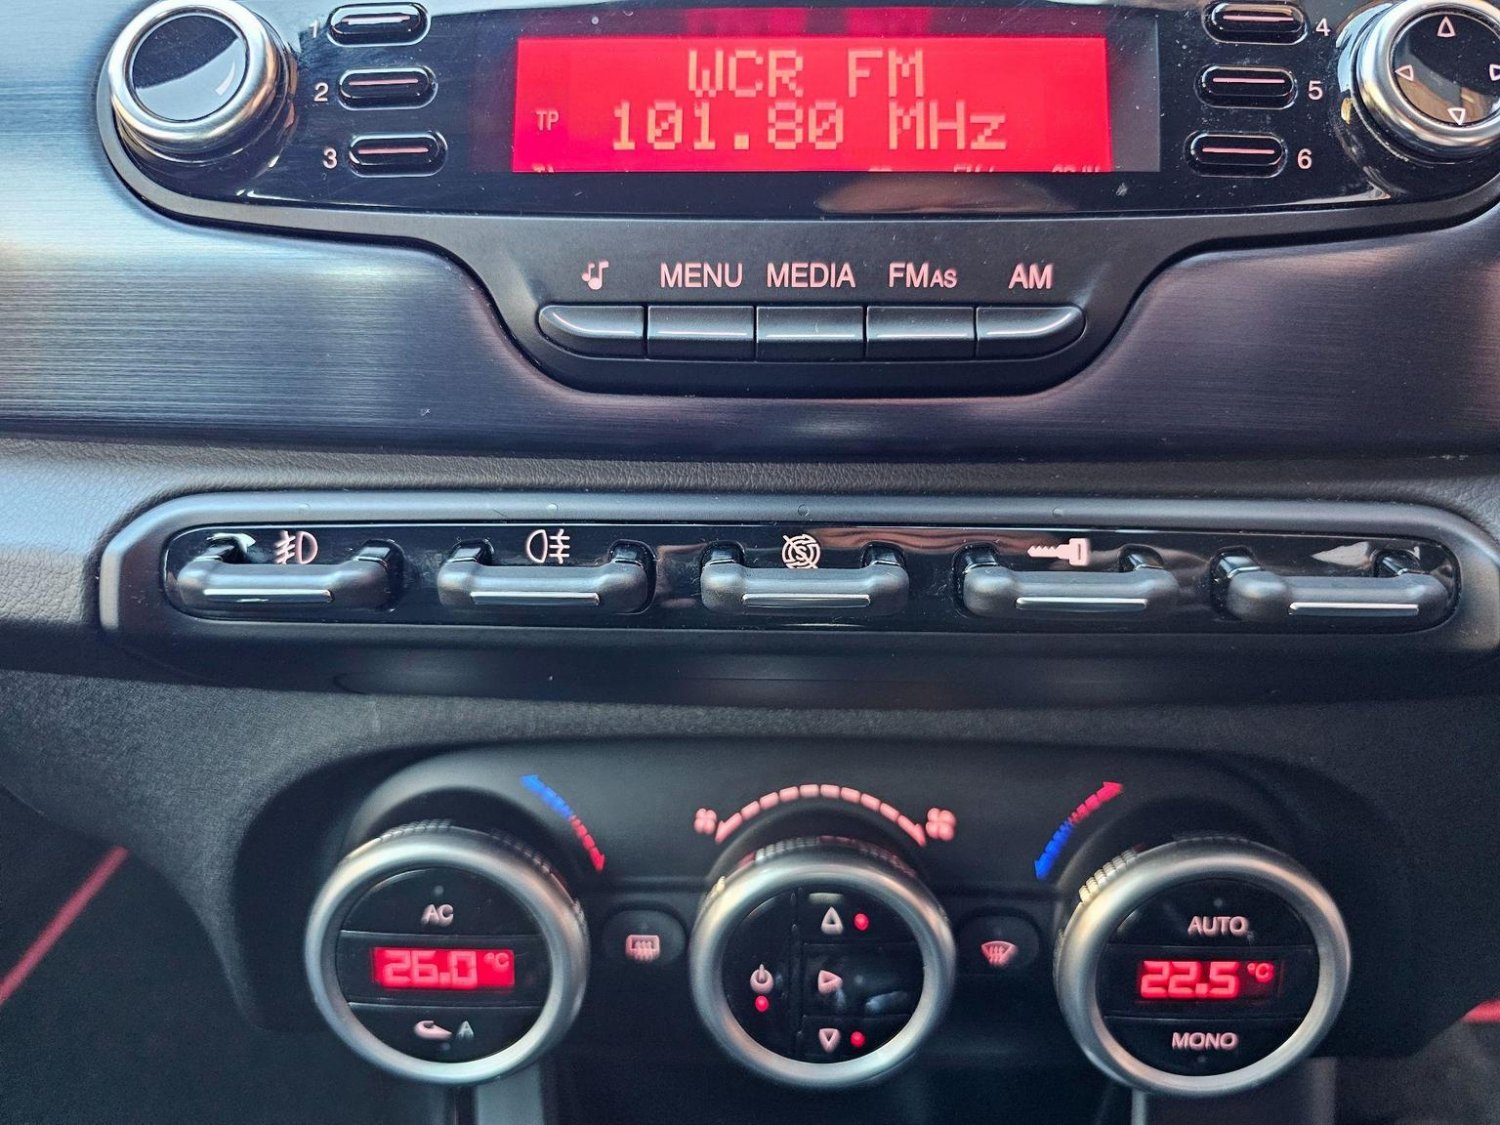 1
2
3
WCR FM
TP 101.80 MHz
4
5
6
MENU MEDIA FMAS AM
AC
26.0 °C
A
AUTO
22.5 °C
MONO